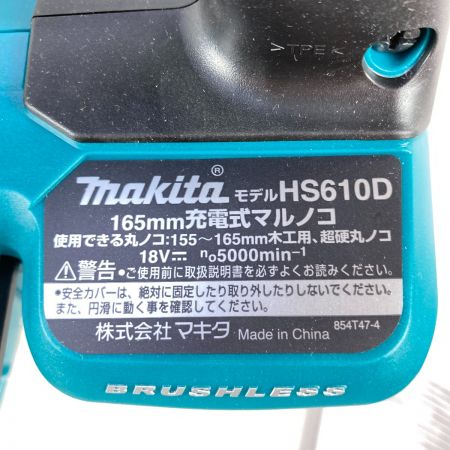 >TPE<
makita® モデルHS610D
165mm充電式マルノコ
使用できる丸ノコ:155~165mm木工用、超硬丸ノコ
18V⎓ n₀5000min⁻¹
⚠警告●ご使用前に取扱説明書を必ずよくお読みください。
●安全カバーは、絶対に固定したり取り外したりしないでください。
また、円滑に動く事を確認してください。
株式会社マキタ Made in China 854T47-4
BRUSHLESS